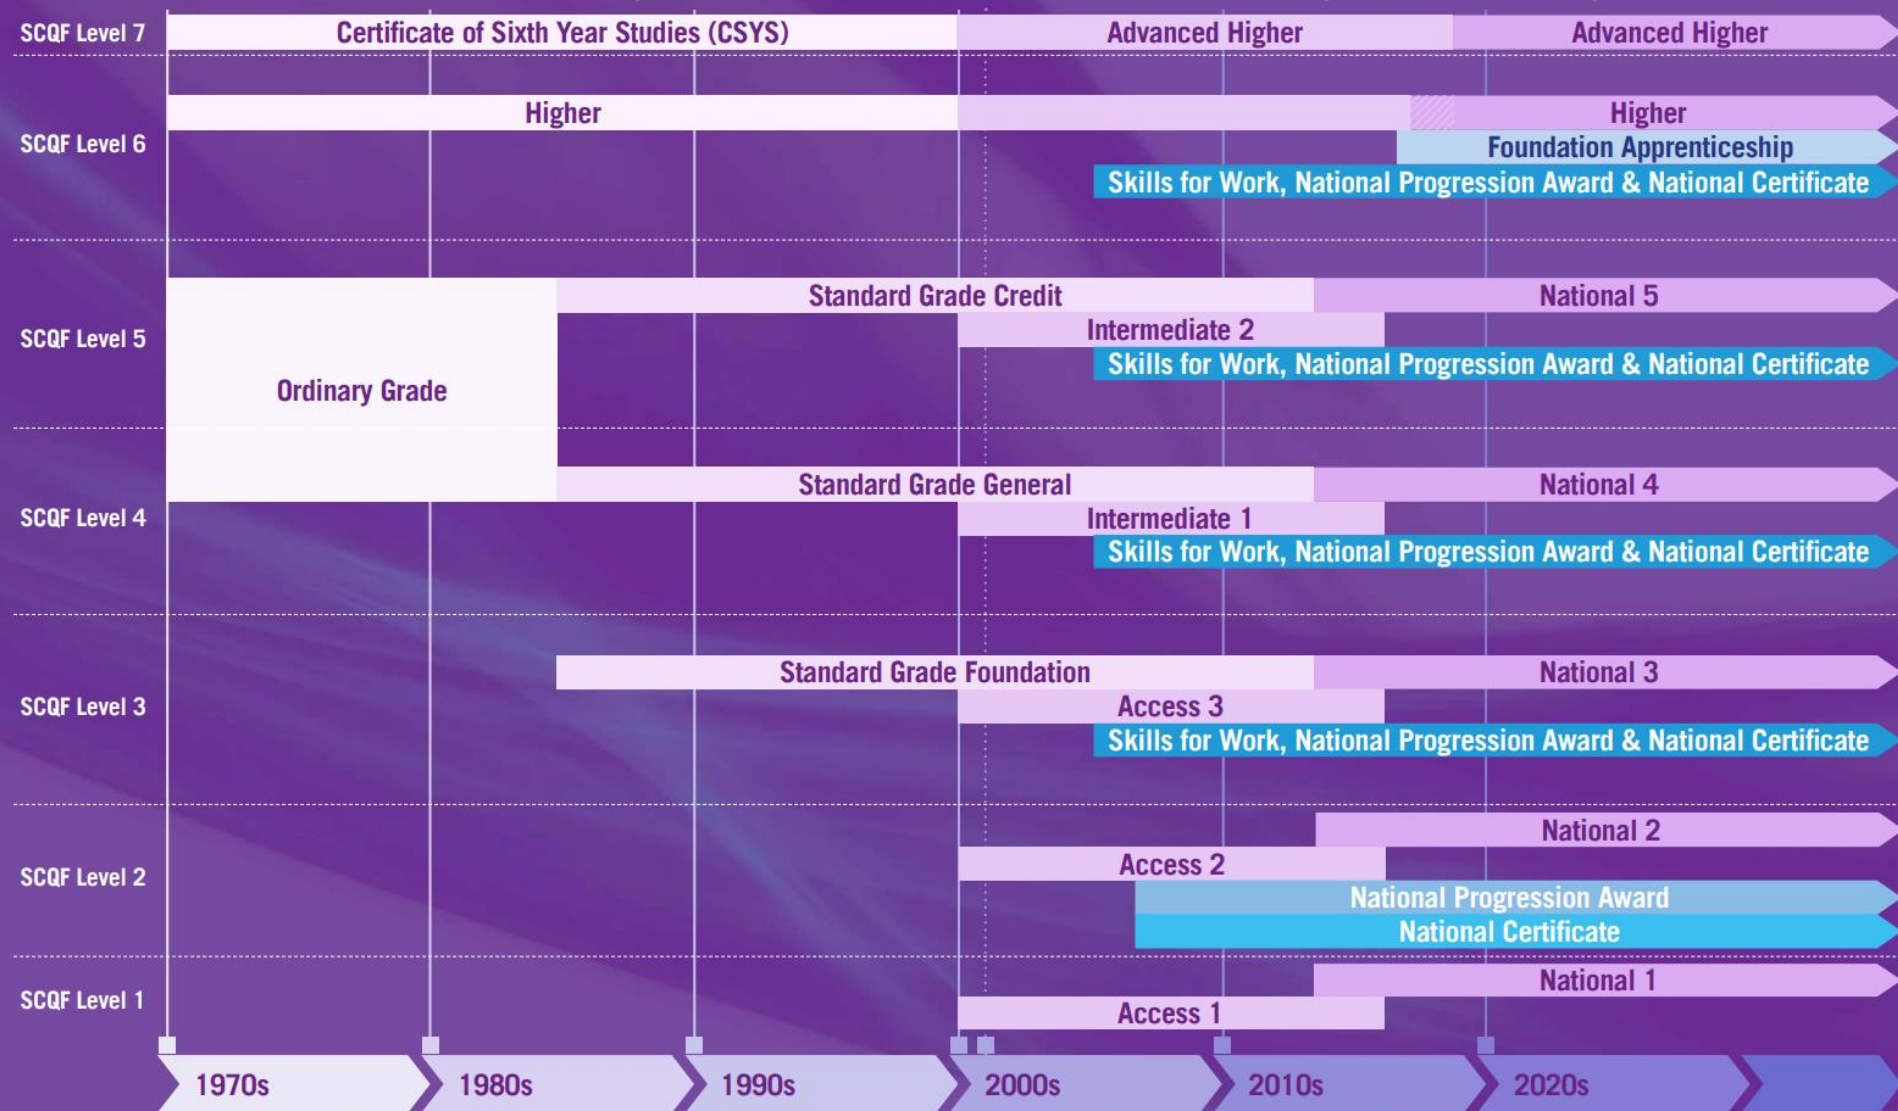 SCQF Level 7
Certificate of Sixth Year Studies (CSYS)
Advanced Higher
Advanced Higher
SCQF Level 6
Higher
Higher
Foundation Apprenticeship
Skills for Work, National Progression Award & National Certificate
SCQF Level 5
Standard Grade Credit
National 5
Intermediate 2
Skills for Work, National Progression Award & National Certificate
Ordinary Grade
SCQF Level 4
Standard Grade General
National 4
Intermediate 1
Skills for Work, National Progression Award & National Certificate
SCQF Level 3
Standard Grade Foundation
National 3
Access 3
Skills for Work, National Progression Award & National Certificate
SCQF Level 2
National 2
Access 2
National Progression Award
National Certificate
SCQF Level 1
National 1
Access 1
1970s
1980s
1990s
2000s
2010s
2020s